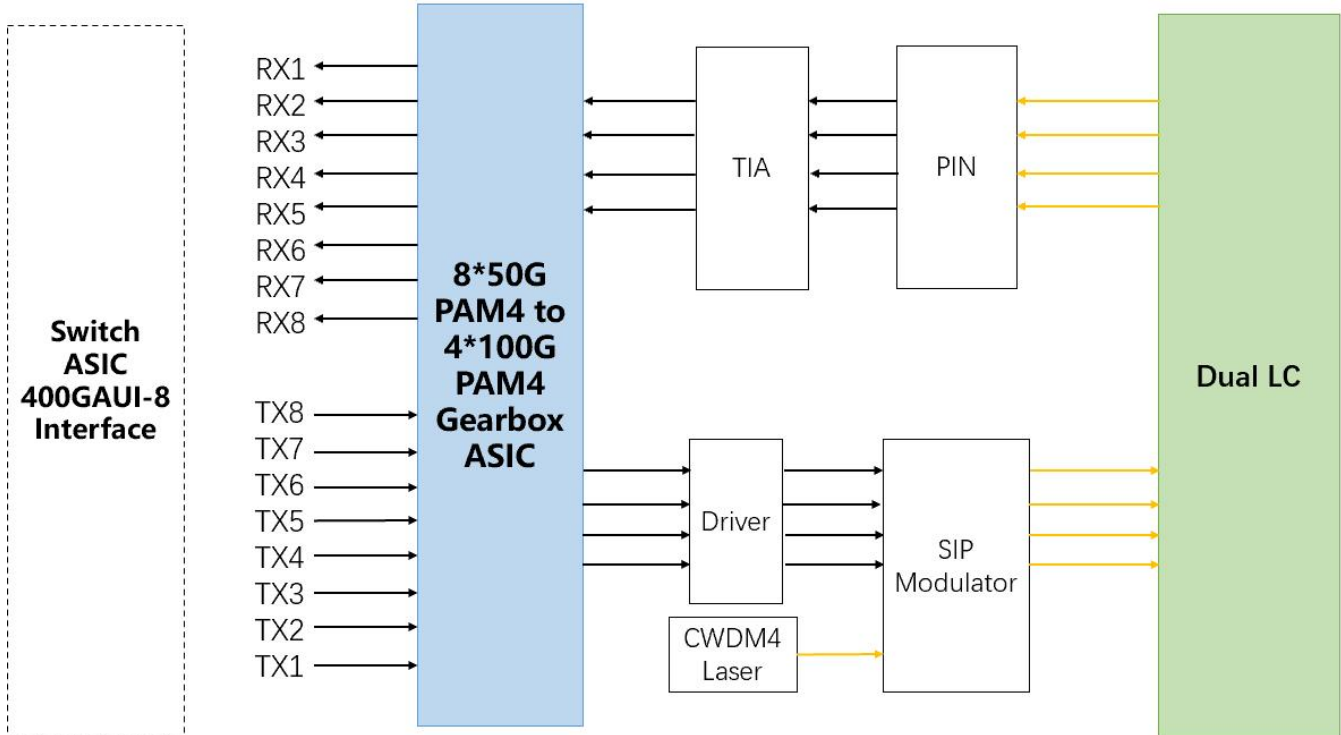 Switch
ASIC
400GAUI-8
Interface
RX1
RX2
RX3
RX4
RX5
RX6
RX7
RX8
TX8
TX7
TX6
TX5
TX4
TX3
TX2
TX1
8*50G
PAM4 to
4*100G
PAM4
Gearbox
ASIC
TIA
PIN
Driver
SIP
Modulator
CWDM4
Laser
Dual LC